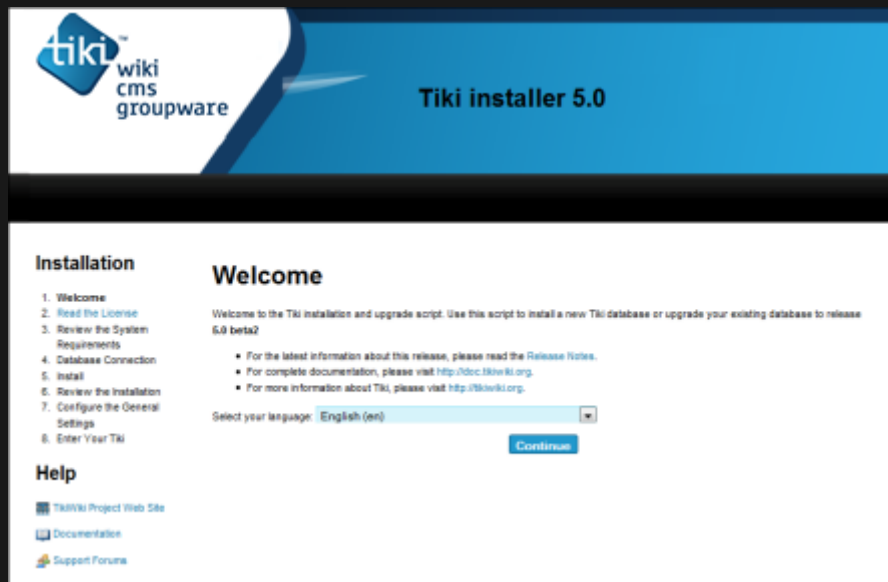 tiki™
wiki
cms
groupware
Tiki installer 5.0
Installation
1. Welcome
2. Read the License
3. Review the System
Requirements
4. Database Connection
5. Install
6. Review the Installation
7. Configure the General
Settings
8. Enter Your Tiki
Help
TikiWiki Project Web Site
Documentation
Support Forums
Welcome
Welcome to the Tiki installation and upgrade script. Use this script to install a new Tiki database or upgrade your existing database to release
5.0 beta2
• For the latest information about this release, please read the Release Notes.
• For complete documentation, please visit http://doc.tikiwiki.org.
• For more information about Tiki, please visit http://tikiwiki.org.
Select your language: English (en)
Continue